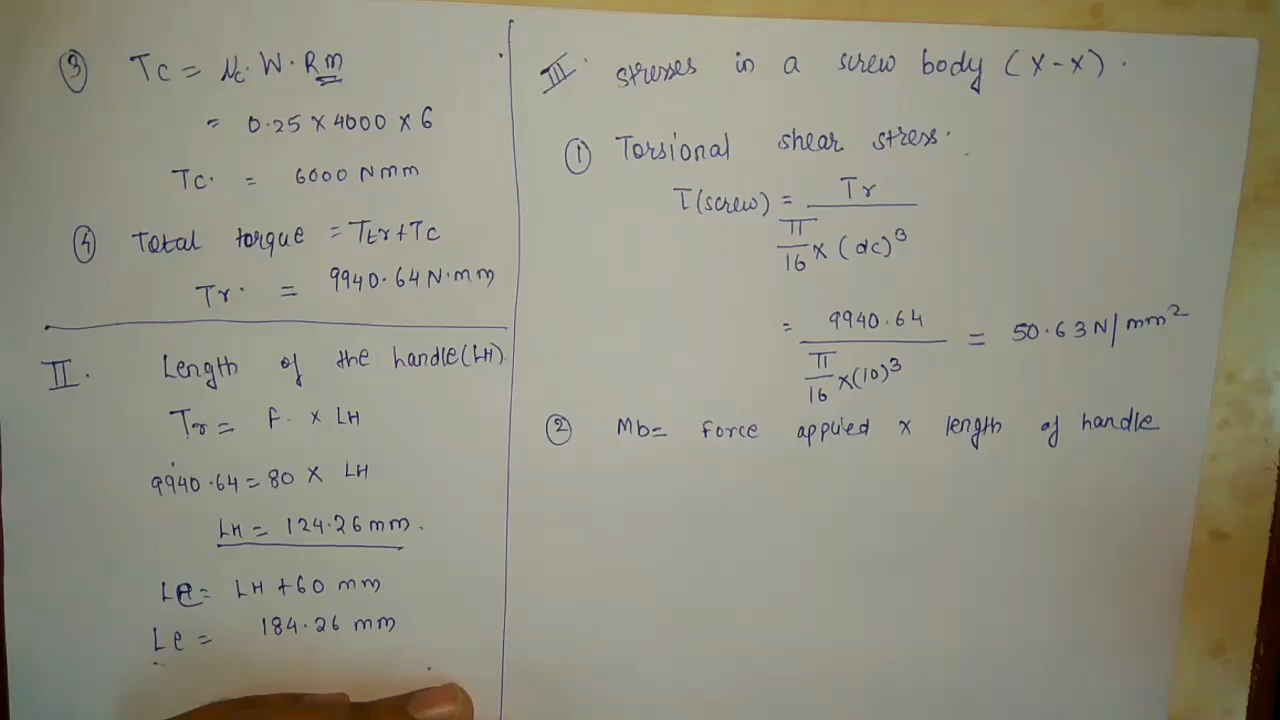 ③ Tc = μc. W. Rm
= 0.25 × 4000 × 6
Tc. = 6000 Nmm
④ Total torque = Ttr + Tc
Tr. = 9940.64 N.mm
II. Length of the handle (LH)
Tr = F. × LH
9940.64 = 80 × LH
LH = 124.26 mm.
Le = LH + 60 mm
Le = 184.26 mm
III. Stresses in a screw body (X-X).
① Torsional shear stress.
τ(screw) = Tr / π/16 × (dc)³
= 9940.64 / π/16 × (10)³ = 50.63 N/mm²
② Mb = Force applied × length of handle